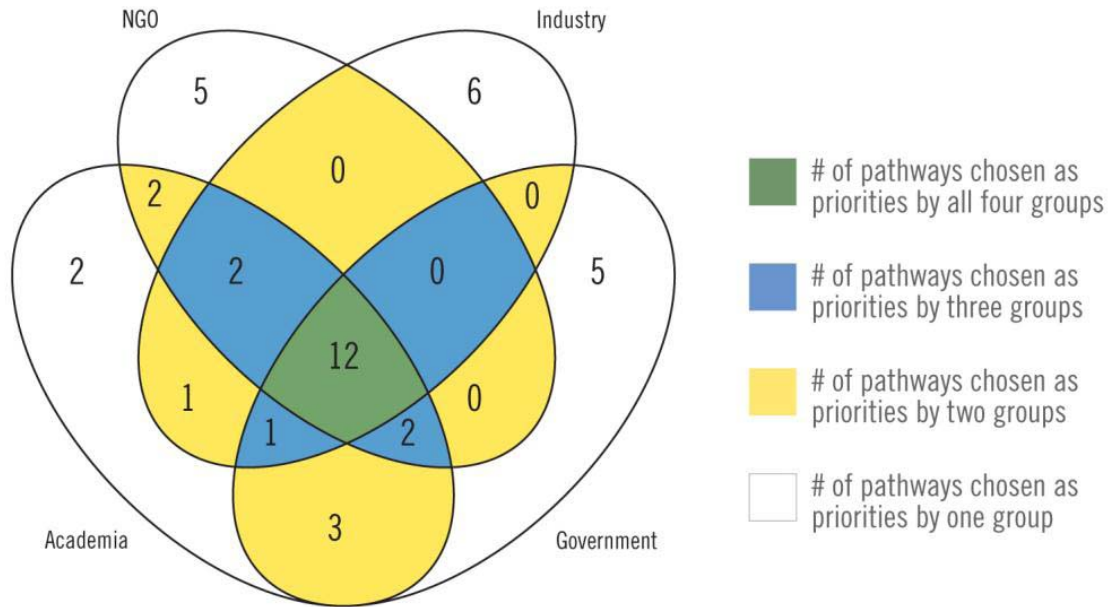 NGO
Industry
5
6
0
2
0
2
2
0
5
12
1
0
1
2
3
Academia
Government
# of pathways chosen as
priorities by all four groups
# of pathways chosen as
priorities by three groups
# of pathways chosen as
priorities by two groups
# of pathways chosen as
priorities by one group